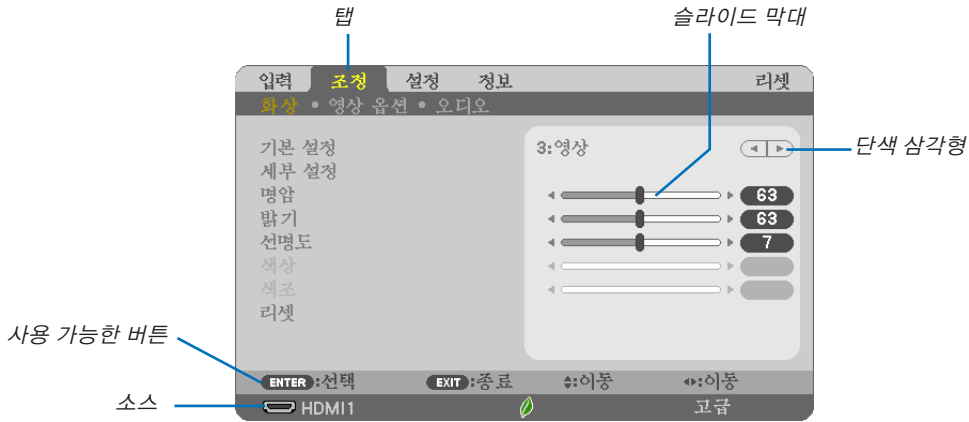 탭 슬라이드 막대
입력 조정 설정 정보 리셋
화상 • 영상 옵션 • 오디오
기본 설정 3:영상 단색 삼각형
세부 설정
명암 63
밝기 63
선명도 7
색상
색조
리셋
사용 가능한 버튼
ENTER :선택 EXIT :종료 :이동 :이동
소스 HDMI1 고급